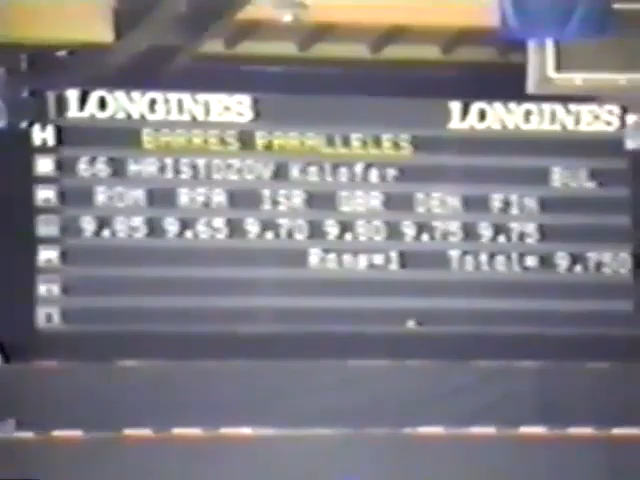 LONGINES LONGINES
BARRES PARALLELES
66 HRISTOZOV Kalofer BUL
ROM RFA ISR GBR DEN FIN
9.85 9.65 9.70 9.80 9.75 9.75
Rang=1 Total= 9.750